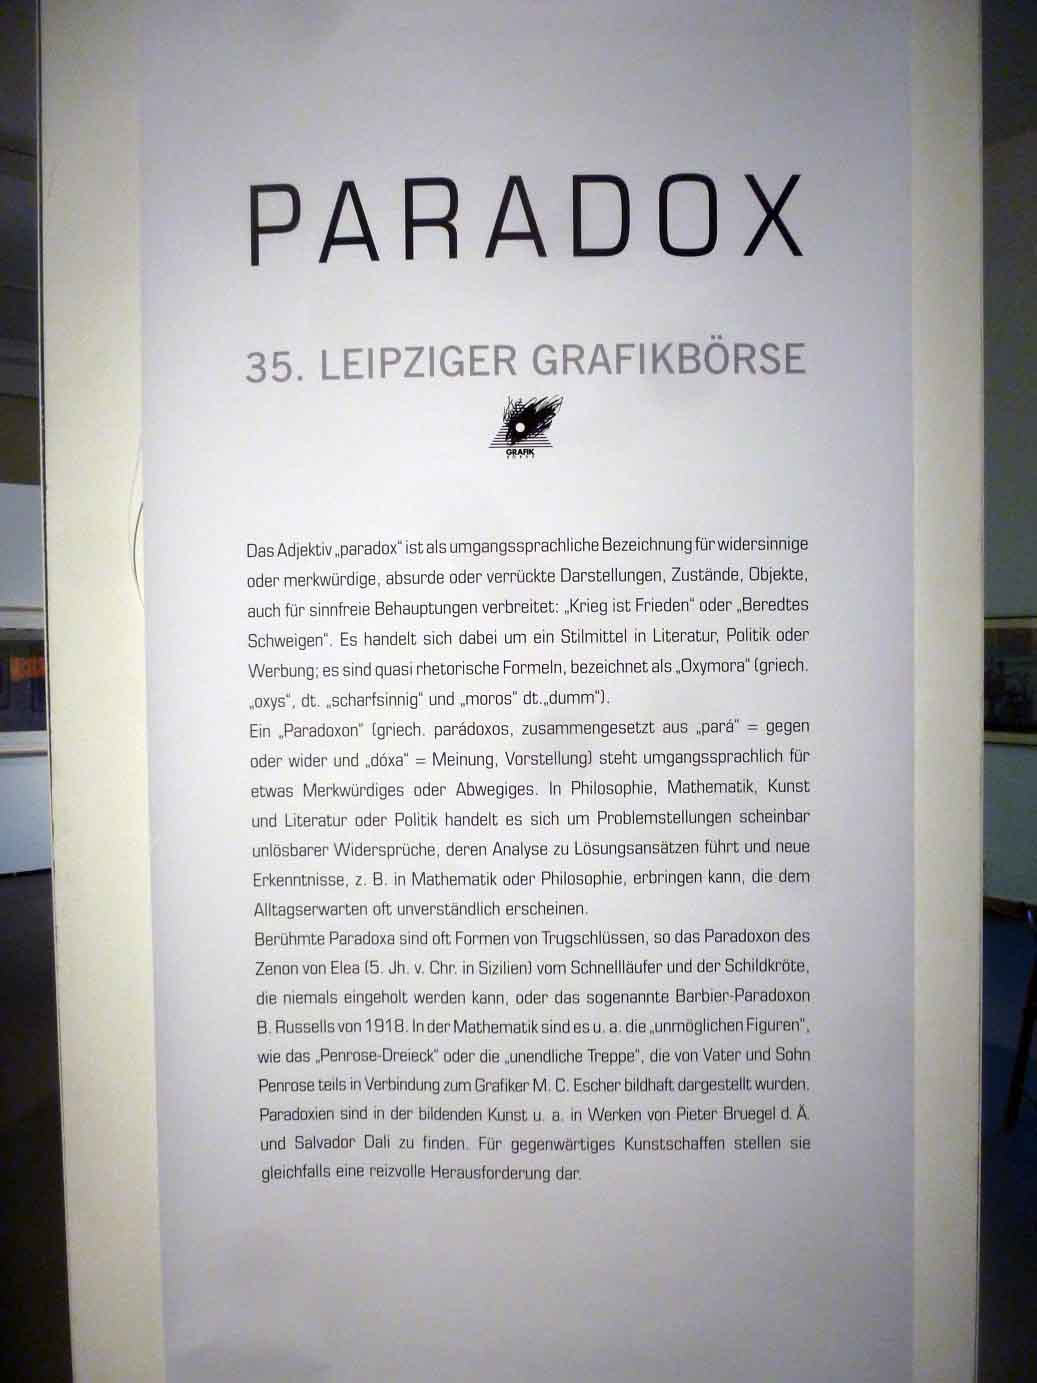 PARADOX
35. LEIPZIGER GRAFIKBÖRSE
GRAFIK
BÖRSE
Das Adjektiv „paradox“ ist als umgangssprachliche Bezeichnung für widersinnige
oder merkwürdige, absurde oder verrückte Darstellungen, Zustände, Objekte,
auch für sinnfreie Behauptungen verbreitet: „Krieg ist Frieden“ oder „Beredtes
Schweigen“. Es handelt sich dabei um ein Stilmittel in Literatur, Politik oder
Werbung; es sind quasi rhetorische Formeln, bezeichnet als „Oxymora“ (griech.
„oxys“, dt. „scharfsinnig“ und „moros“ dt.„dumm“).
Ein „Paradoxon“ (griech. parádoxos, zusammengesetzt aus „pará“ = gegen
oder wider und „dóxa“ = Meinung, Vorstellung) steht umgangssprachlich für
etwas Merkwürdiges oder Abwegiges. In Philosophie, Mathematik, Kunst
und Literatur oder Politik handelt es sich um Problemstellungen scheinbar
unlösbarer Widersprüche, deren Analyse zu Lösungsansätzen führt und neue
Erkenntnisse, z. B. in Mathematik oder Philosophie, erbringen kann, die dem
Alltagserwarten oft unverständlich erscheinen.
Berühmte Paradoxa sind oft Formen von Trugschlüssen, so das Paradoxon des
Zenon von Elea (5. Jh. v. Chr. in Sizilien) vom Schnellläufer und der Schildkröte,
die niemals eingeholt werden kann, oder das sogenannte Barbier-Paradoxon
B. Russells von 1918. In der Mathematik sind es u. a. die „unmöglichen Figuren“,
wie das „Penrose-Dreieck“ oder die „unendliche Treppe“, die von Vater und Sohn
Penrose teils in Verbindung zum Grafiker M. C. Escher bildhaft dargestellt wurden.
Paradoxien sind in der bildenden Kunst u. a. in Werken von Pieter Bruegel d. Ä.
und Salvador Dali zu finden. Für gegenwärtiges Kunstschaffen stellen sie
gleichfalls eine reizvolle Herausforderung dar.